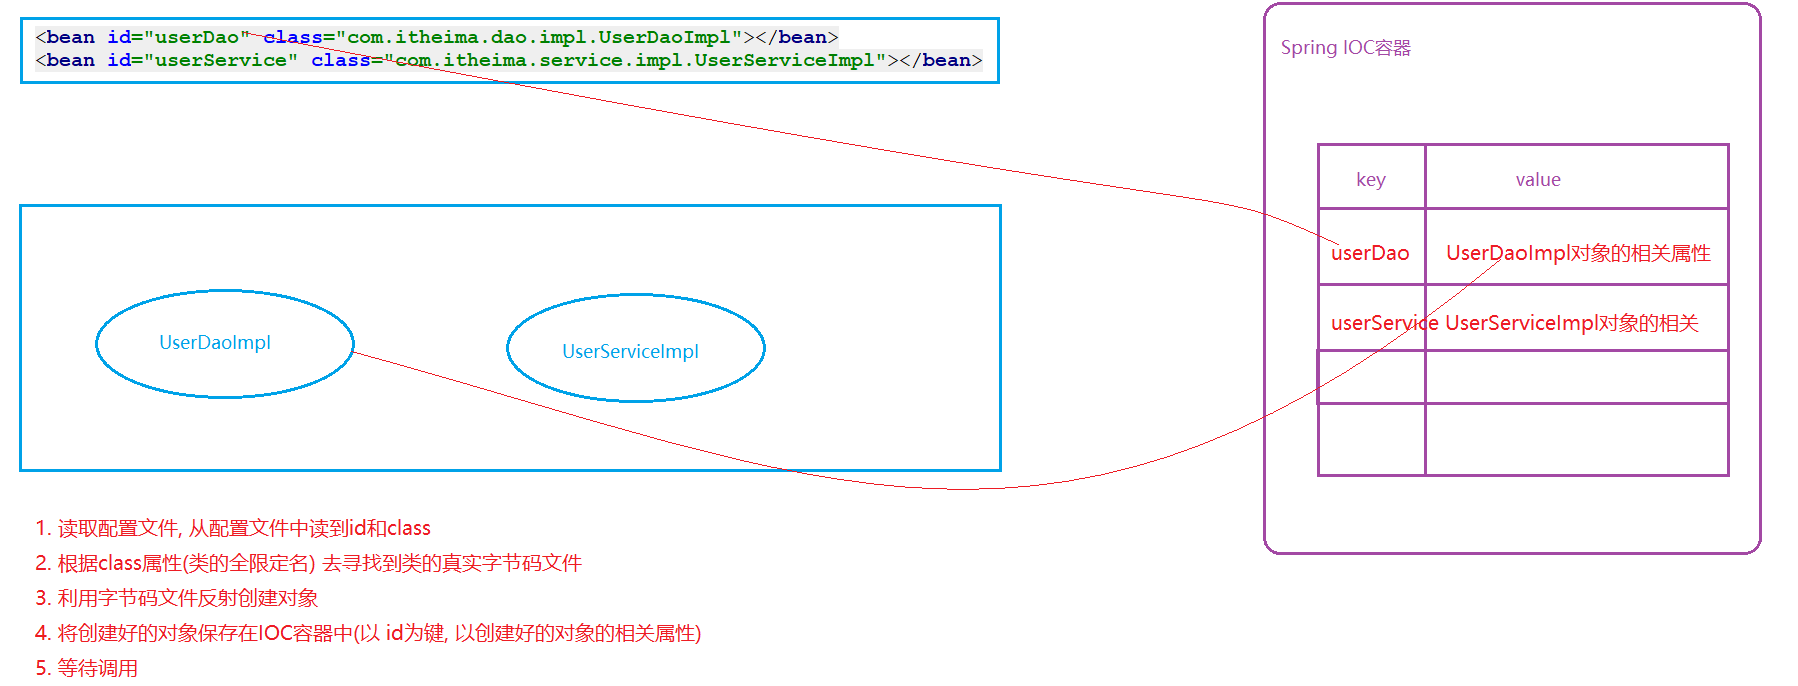 <bean id="userDao" class="com.itheima.dao.impl.UserDaoImpl"></bean>
<bean id="userService" class="com.itheima.service.impl.UserServiceImpl"></bean>
Spring IOC容器
key value
userDao UserDaoImpl对象的相关属性
userService UserServiceImpl对象的相关
UserDaoImpl
UserServiceImpl
1. 读取配置文件, 从配置文件中读到id和class
2. 根据class属性(类的全限定名) 去寻找到类的真实字节码文件
3. 利用字节码文件反射创建对象
4. 将创建好的对象保存在IOC容器中(以 id为键, 以创建好的对象的相关属性)
5. 等待调用